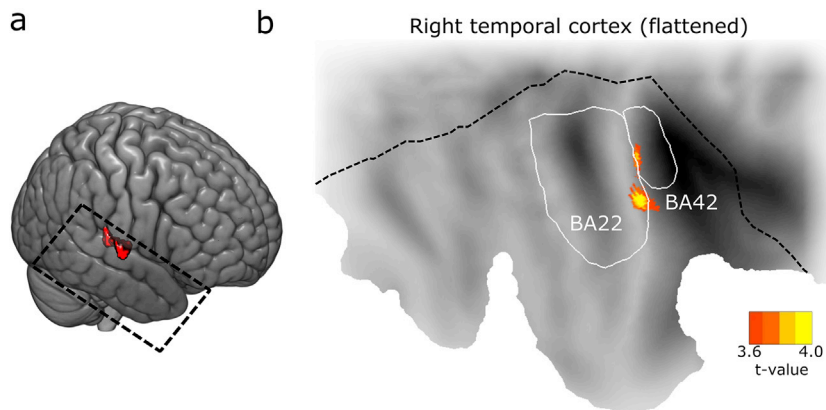 a
b
Right temporal cortex (flattened)
BA22
BA42
3.6 4.0
t-value